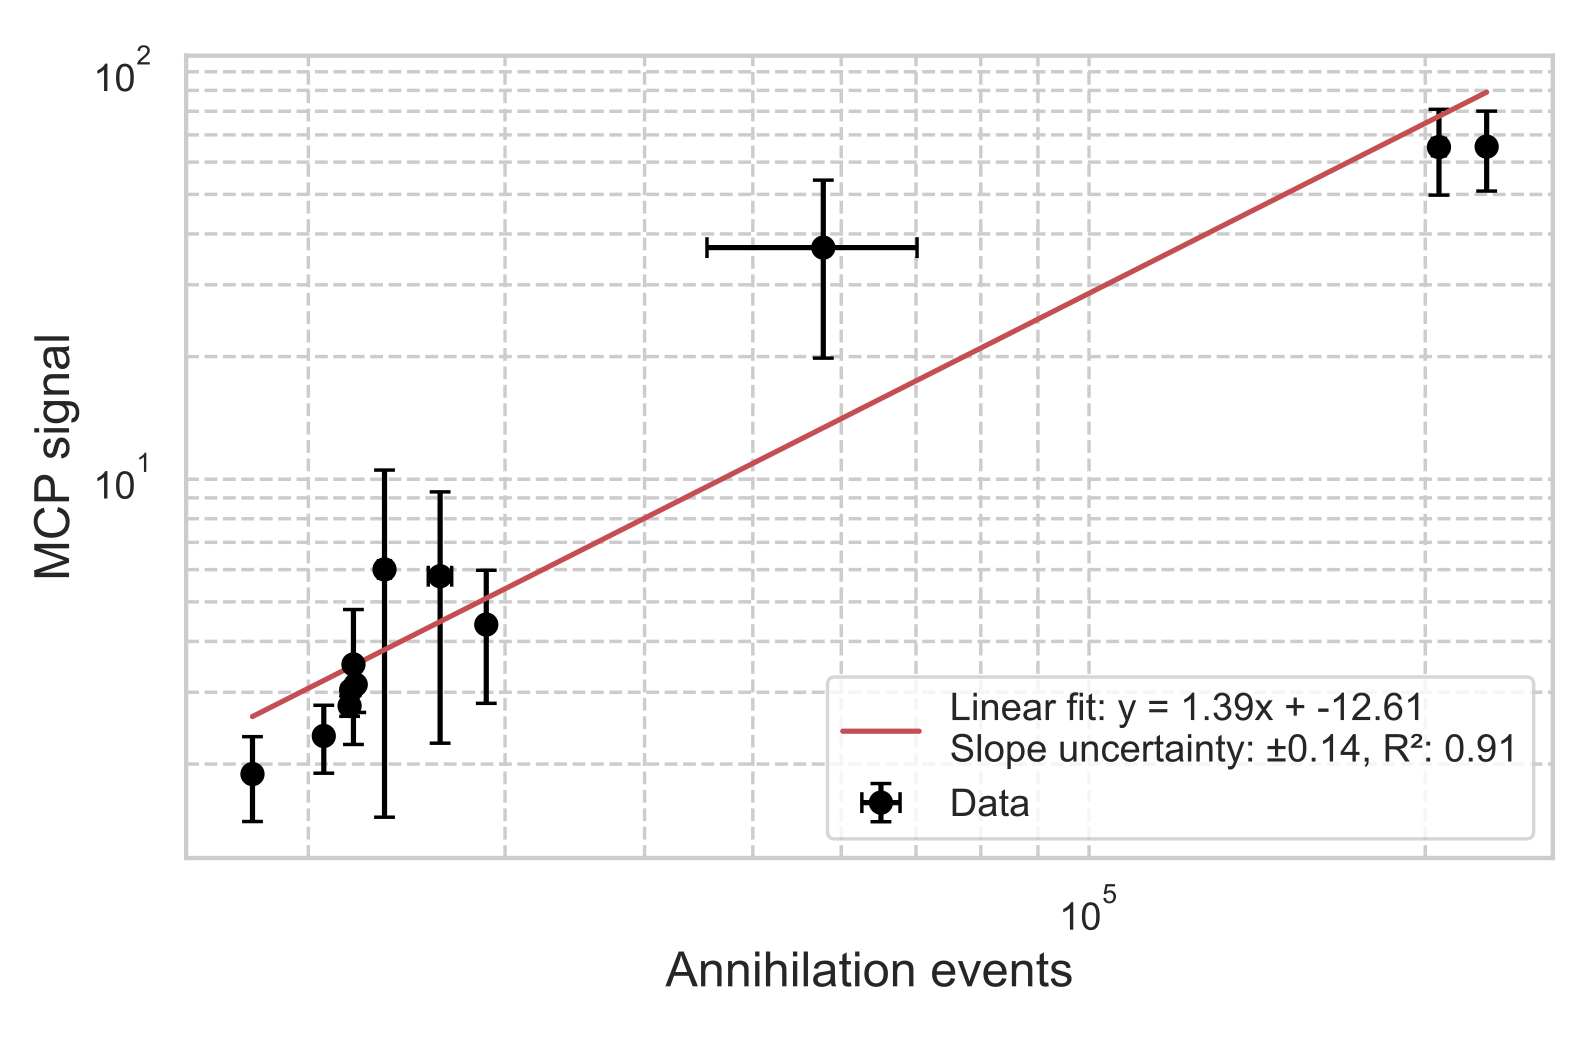 10²
10¹
MCP signal
Linear fit: y = 1.39x + -12.61
Slope uncertainty: ±0.14, R²: 0.91
Data
10⁵
Annihilation events